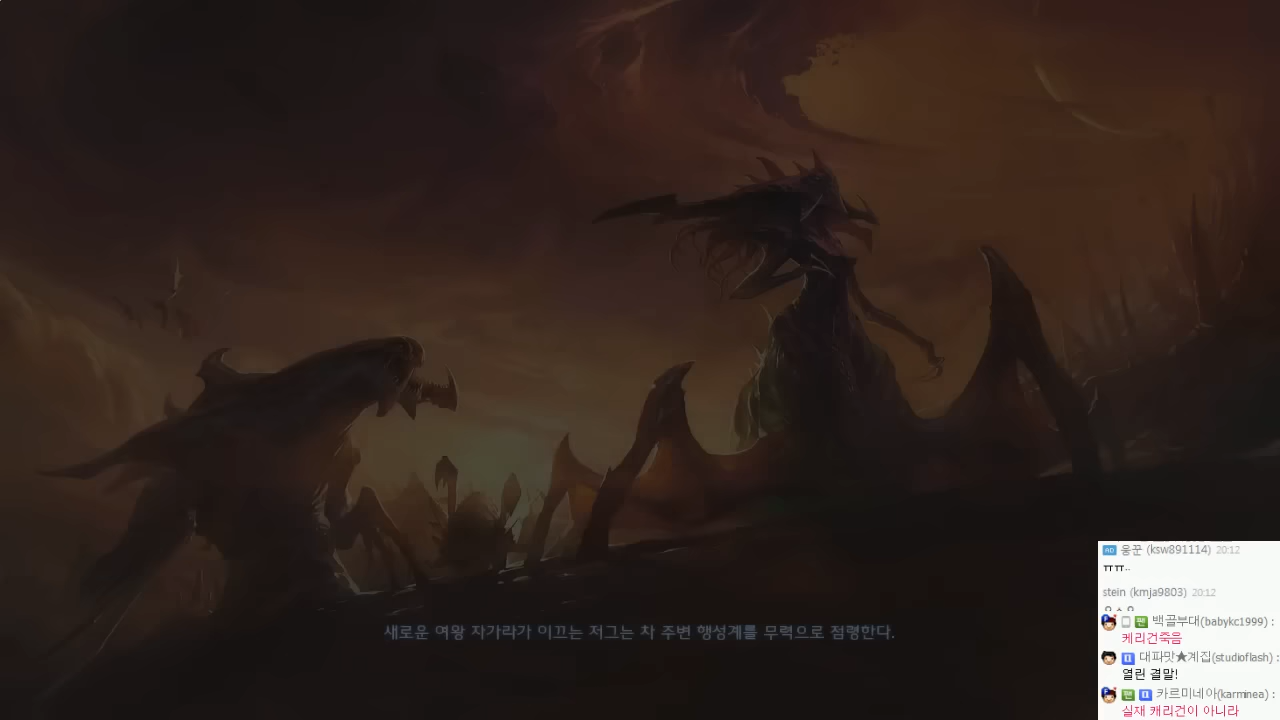 새로운 여왕 자가라가 이끄는 저그는 차 주변 행성계를 무력으로 점령한다.
AD 웅꾼 (ksw891114) 20:12
ㅠㅠ..
stein (kmja9803) 20:12
팬 백골부대(babykc1999) :
케리건죽음
대파맛★계집(studioflash) :
열린 결말!
팬 카르미네아(karminea) :
실재 캐리건이 아니라